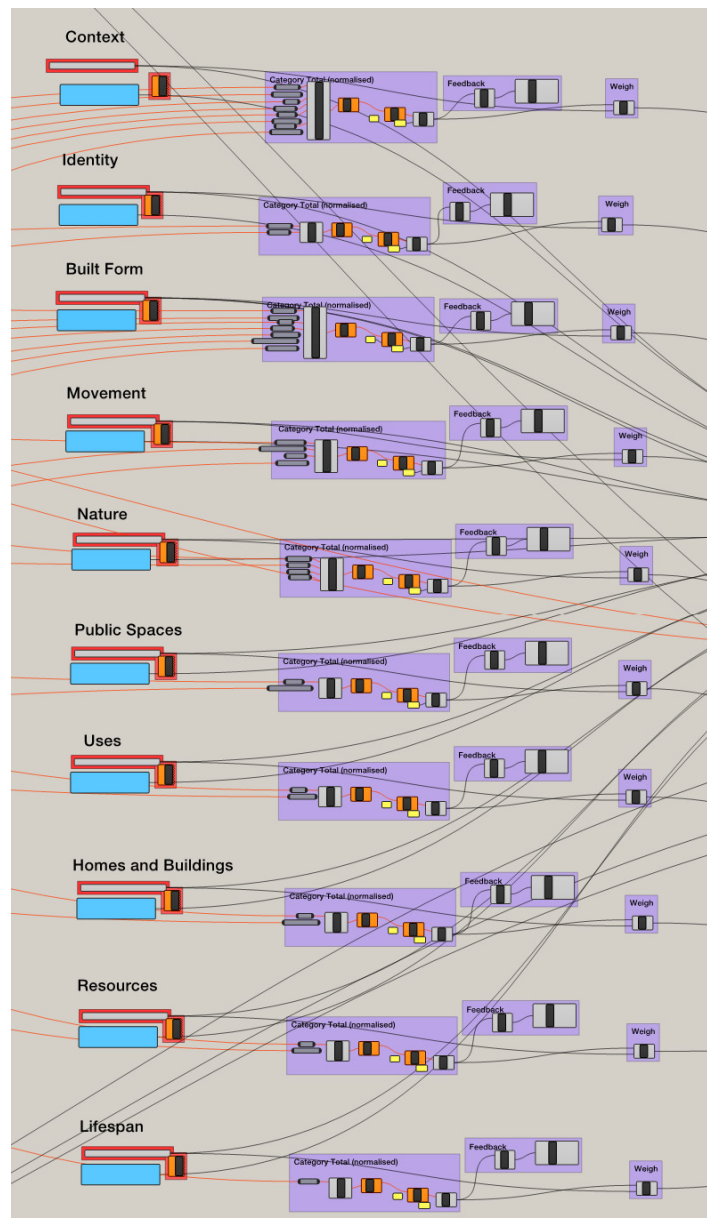 Context
Category Total (normalised)
Feedback
Weigh
Identity
Category Total (normalised)
Feedback
Weigh
Built Form
Category Total (normalised)
Feedback
Weigh
Movement
Category Total (normalised)
Feedback
Weigh
Nature
Category Total (normalised)
Feedback
Weigh
Public Spaces
Category Total (normalised)
Feedback
Weigh
Uses
Category Total (normalised)
Feedback
Weigh
Homes and Buildings
Category Total (normalised)
Feedback
Weigh
Resources
Category Total (normalised)
Feedback
Weigh
Lifespan
Category Total (normalised)
Feedback
Weigh